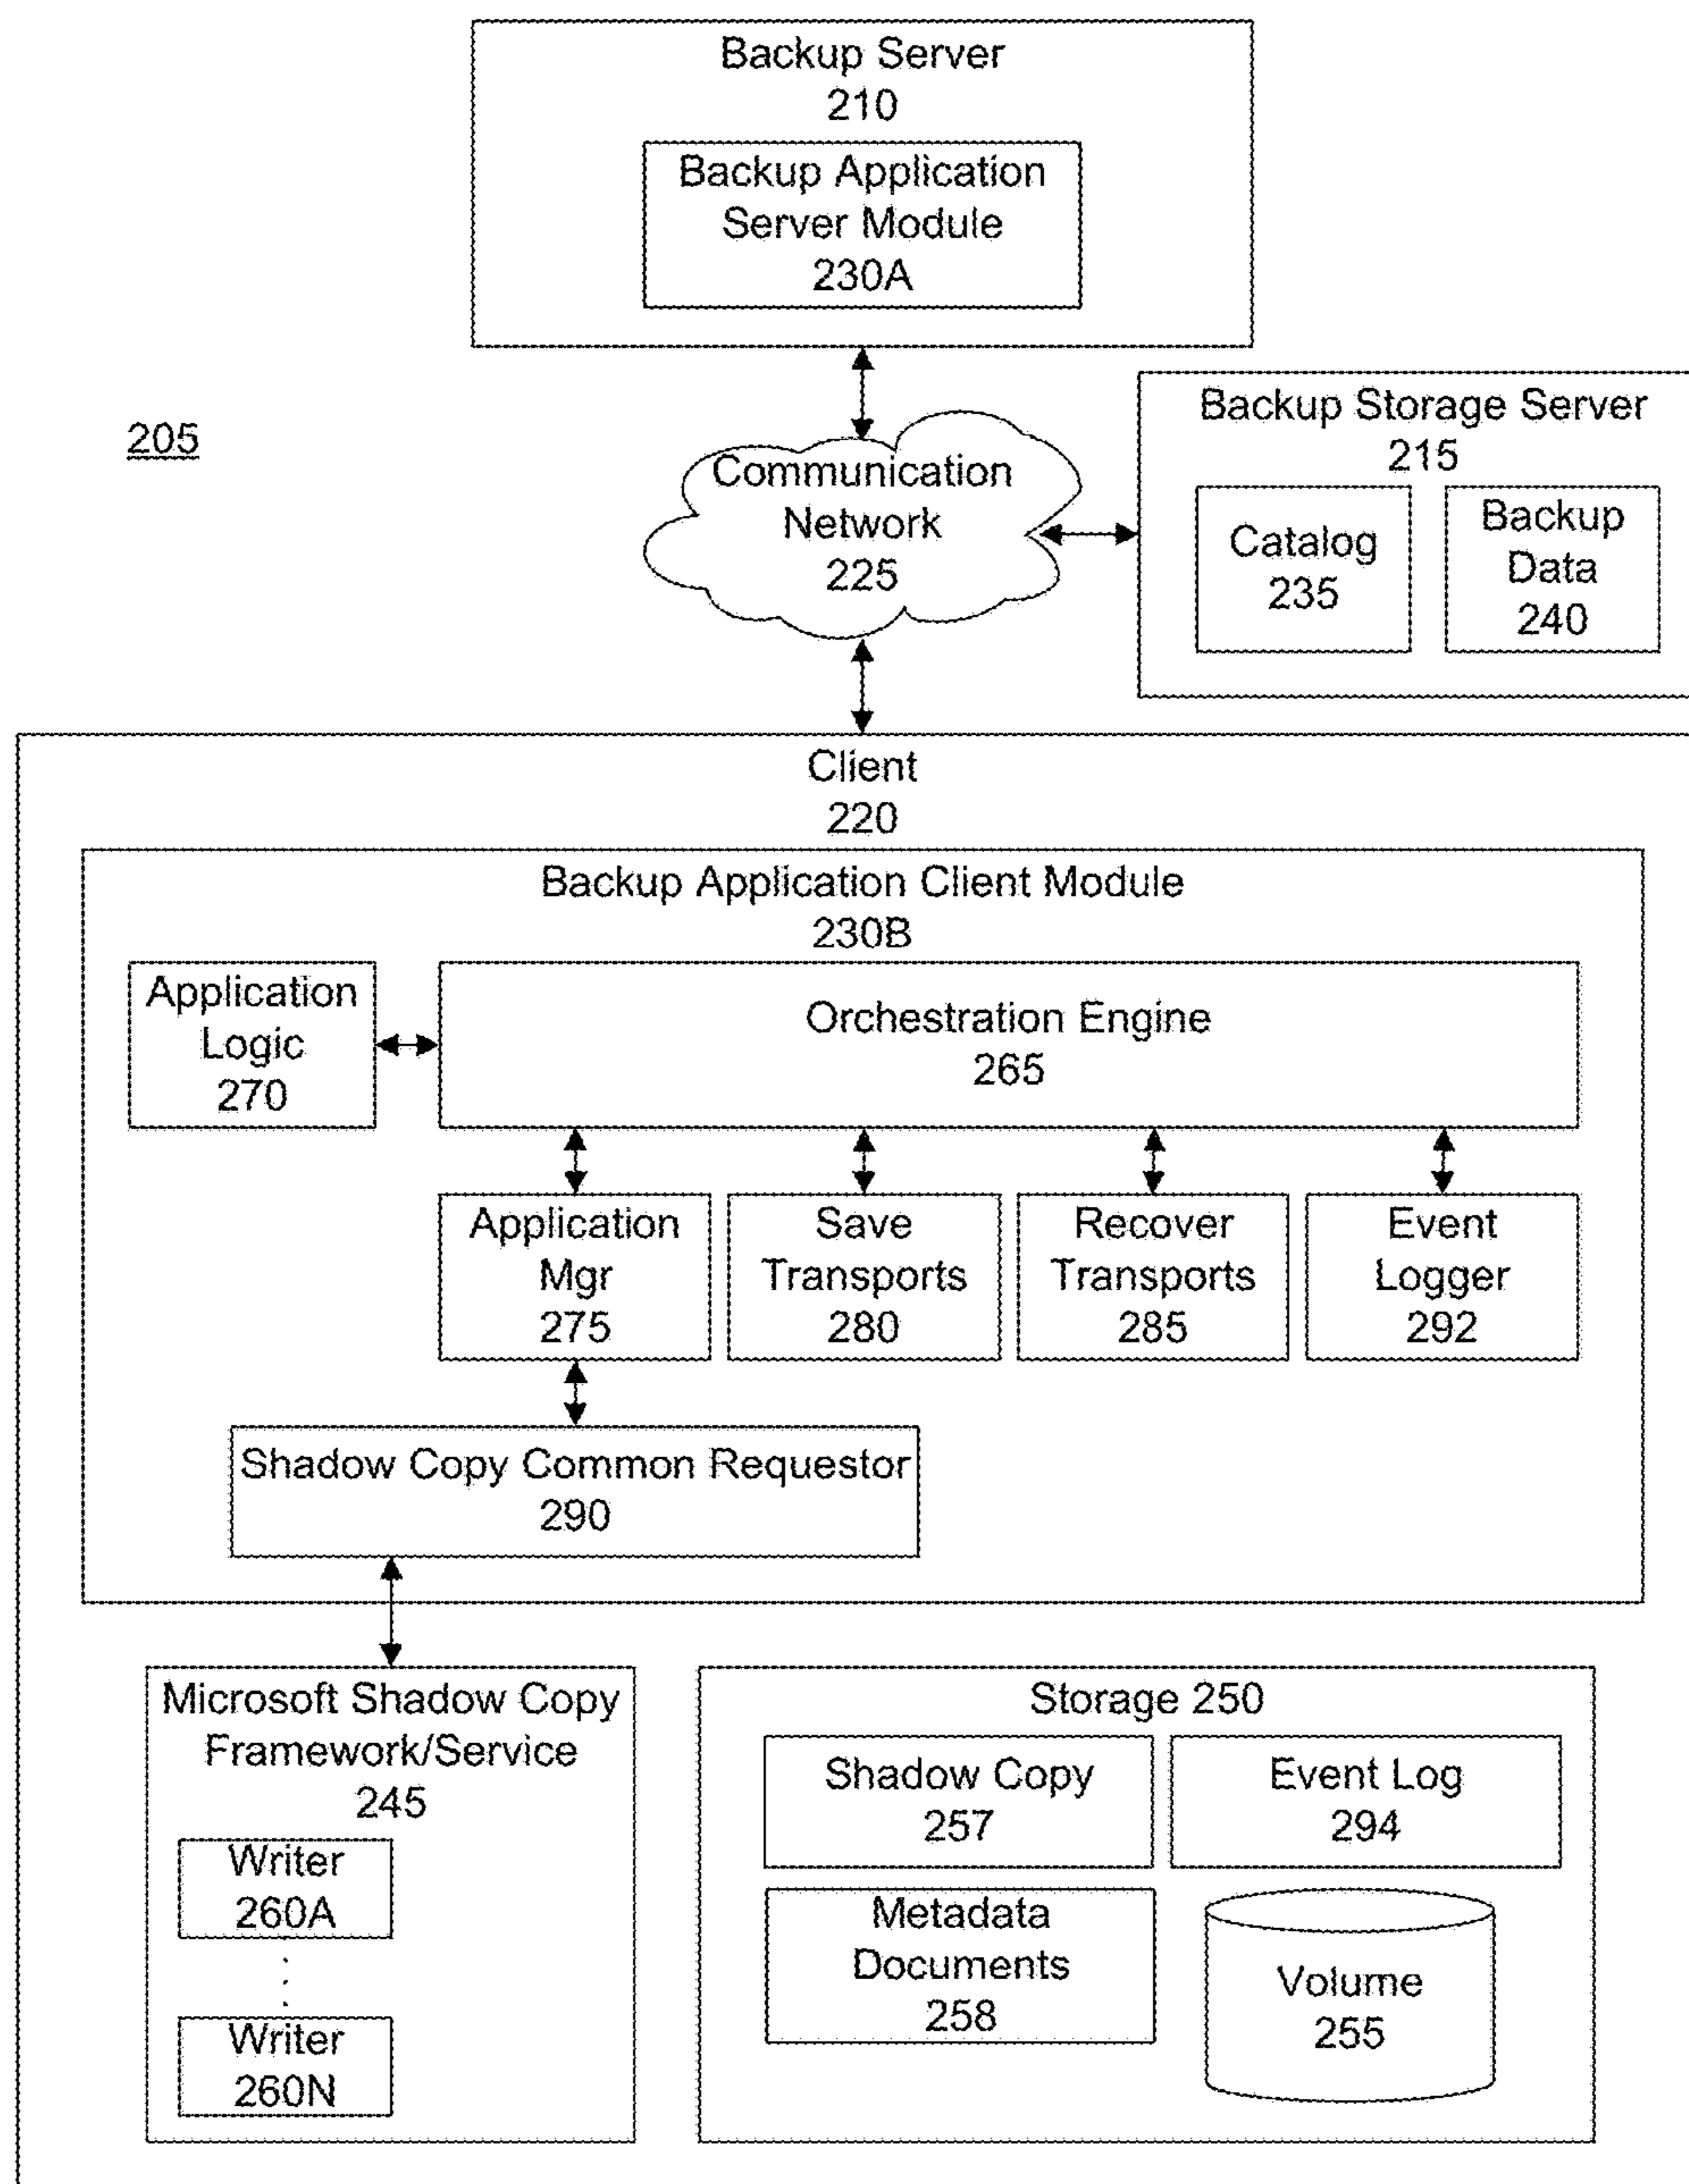 Backup Server
210
Backup Application
Server Module
230A
205
Communication
Network
225
Backup Storage Server
215
Catalog
235
Backup
Data
240
Client
220
Backup Application Client Module
230B
Application
Logic
270
Orchestration Engine
265
Application
Mgr
275
Save
Transports
280
Recover
Transports
285
Event
Logger
292
Shadow Copy Common Requestor
290
Microsoft Shadow Copy
Framework/Service
245
Writer
260A
Writer
260N
Storage 250
Shadow Copy
257
Event Log
294
Metadata
Documents
258
Volume
255